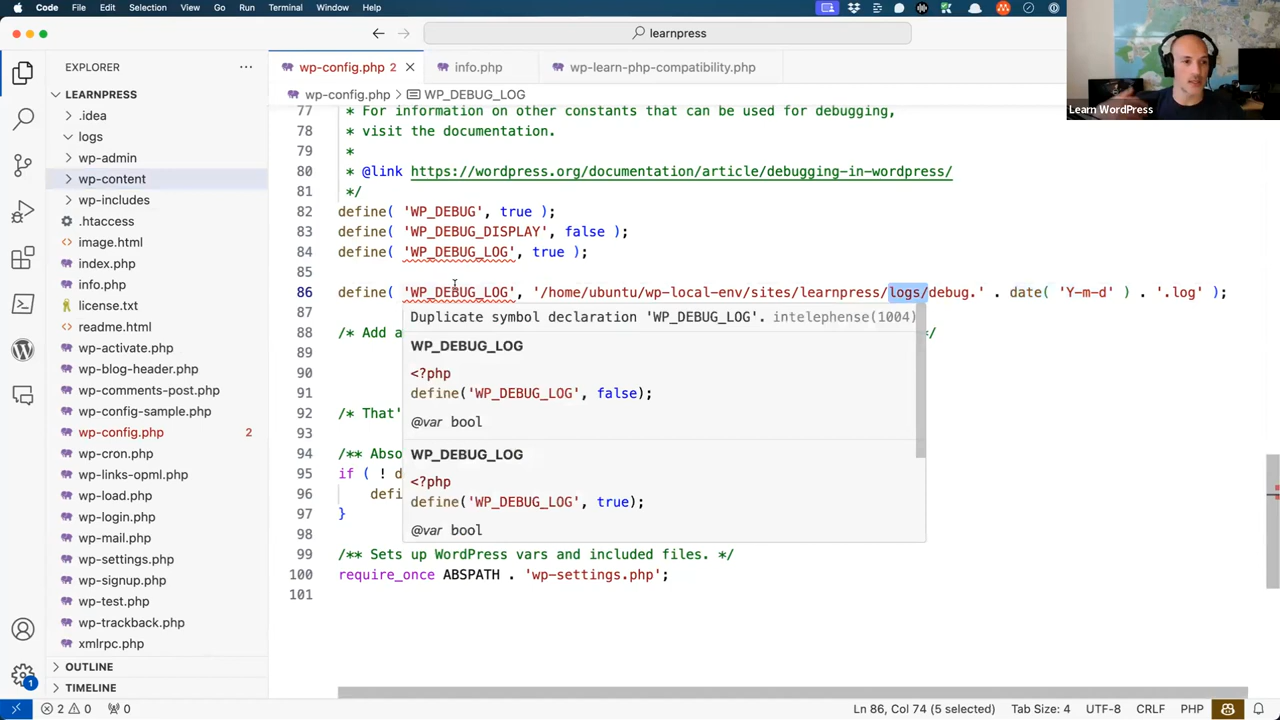 Code File Edit Selection View Go Run Terminal Window Help
learnpress
Learn WordPress
EXPLORER
wp-config.php 2
info.php
wp-learn-php-compatibility.php
LEARNPRESS
wp-config.php > WP_DEBUG_LOG
.idea
logs
wp-admin
wp-content
wp-includes
.htaccess
image.html
index.php
info.php
license.txt
readme.html
wp-activate.php
wp-blog-header.php
wp-comments-post.php
wp-config-sample.php
wp-config.php 2
wp-cron.php
wp-links-opml.php
wp-load.php
wp-login.php
wp-mail.php
wp-settings.php
wp-signup.php
wp-test.php
wp-trackback.php
xmlrpc.php
OUTLINE
TIMELINE
1
77 * For information on other constants that can be used for debugging,
78 * visit the documentation.
79 *
80 * @link https://wordpress.org/documentation/article/debugging-in-wordpress/
81 */
82 define( 'WP_DEBUG', true );
83 define( 'WP_DEBUG_DISPLAY', false );
84 define( 'WP_DEBUG_LOG', true );
85
86 define( 'WP_DEBUG_LOG', '/home/ubuntu/wp-local-env/sites/learnpress/logs/debug.' . date( 'Y-m-d' ) . '.log' );
87
88 /* Add a */
89
90
91
92 /* That'
93
94 /** Abso
95 if ( ! d
96 defi
97 }
98
99 /** Sets up WordPress vars and included files. */
100 require_once ABSPATH . 'wp-settings.php';
101
Duplicate symbol declaration 'WP_DEBUG_LOG'. intelephense(1004)
WP_DEBUG_LOG
<?php
define('WP_DEBUG_LOG', false);
@var bool
WP_DEBUG_LOG
<?php
define('WP_DEBUG_LOG', true);
@var bool
2 0 0 Ln 86, Col 74 (5 selected) Tab Size: 4 UTF-8 CRLF PHP